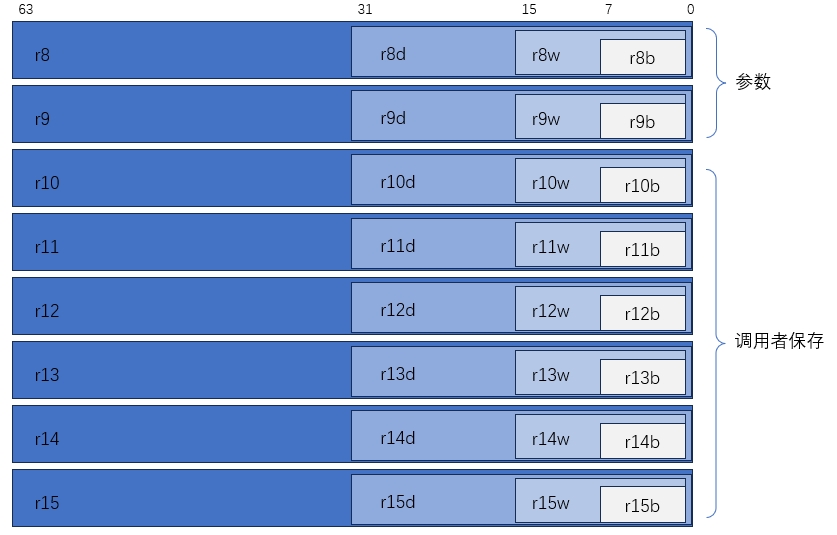 63 31 15 7 0
r8 r8d r8w r8b
参数
r9 r9d r9w r9b
r10 r10d r10w r10b
r11 r11d r11w r11b
r12 r12d r12w r12b
调用者保存
r13 r13d r13w r13b
r14 r14d r14w r14b
r15 r15d r15w r15b